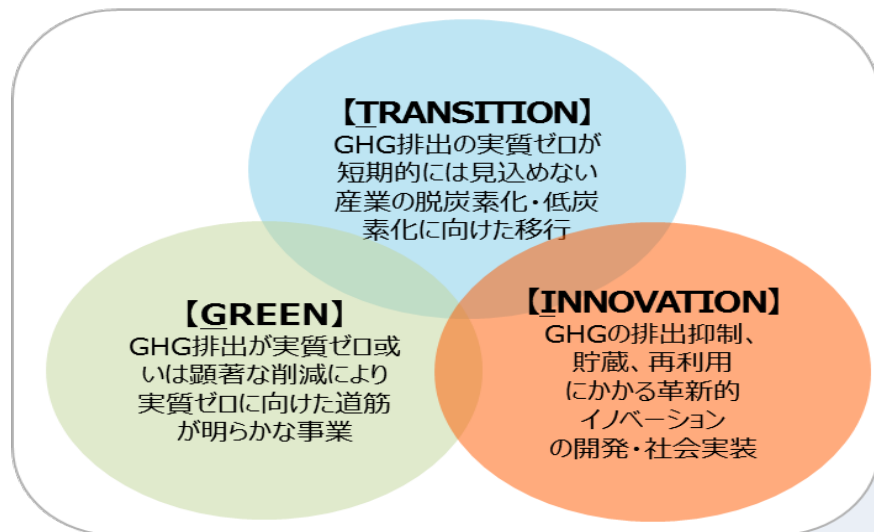 【TRANSITION】
GHG排出の実質ゼロが
短期的には見込めない
産業の脱炭素化・低炭
素化に向けた移行
【GREEN】
GHG排出が実質ゼロ或
いは顕著な削減により
実質ゼロに向けた道筋
が明らかな事業
【INNOVATION】
GHGの排出抑制、
貯蔵、再利用
にかかる革新的
イノベーション
の開発・社会実装